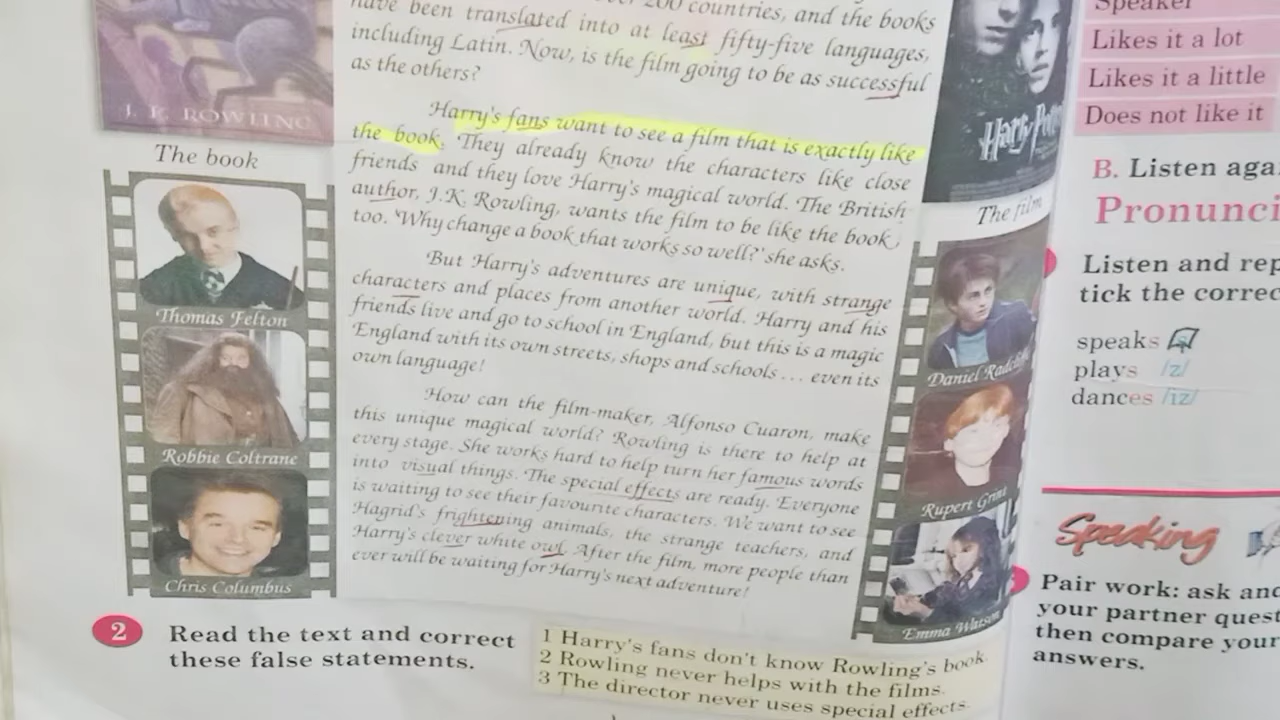 J. K. ROWLING
The book
Thomas Felton
Robbie Coltrane
Chris Columbus
200 countries, and the books
have been translated into at least fifty-five languages,
including Latin. Now, is the film going to be as successful
as the others?
Harry's fans want to see a film that is exactly like
the book. They already know the characters like close
friends and they love Harry's magical world. The British
author, J.K. Rowling, wants the film to be like the book,
too. 'Why change a book that works so well?' she asks.
But Harry's adventures are unique, with strange
characters and places from another world. Harry and his
friends live and go to school in England, but this is a magic
England with its own streets, shops and schools ... even its
own language!
How can the film-maker, Alfonso Cuaron, make
this unique magical world? Rowling is there to help at
every stage. She works hard to help turn her famous words
into visual things. The special effects are ready. Everyone
is waiting to see their favourite characters. We want to see
Hagrid's frightening animals, the strange teachers, and
Harry's clever white owl. After the film, more people than
ever will be waiting for Harry's next adventure!
Harry
The film
Daniel
Rupert Grint
Emma Watson
2 Read the text and correct
these false statements.
1 Harry's fans don't know Rowling's book.
2 Rowling never helps with the films.
3 The director never uses special effects.
Speaker
Likes it a lot
Likes it a little
Does not like it
B. Listen
Listen and
tick the
speaks
plays /z/
dances /ɪz/
Speaking
Pair work: ask
your partner
then compare your
answers.